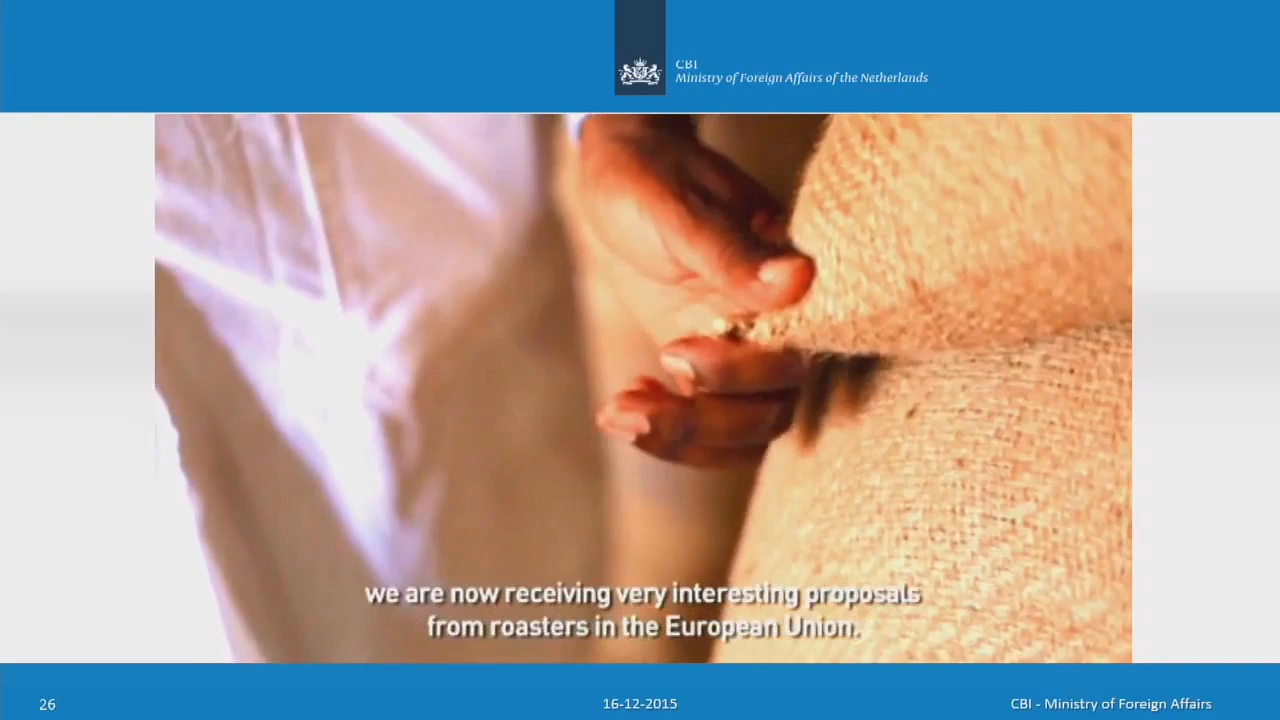 CBI
Ministry of Foreign Affairs of the Netherlands
we are now receiving very interesting proposals
from roasters in the European Union.
26
16-12-2015
CBI - Ministry of Foreign Affairs